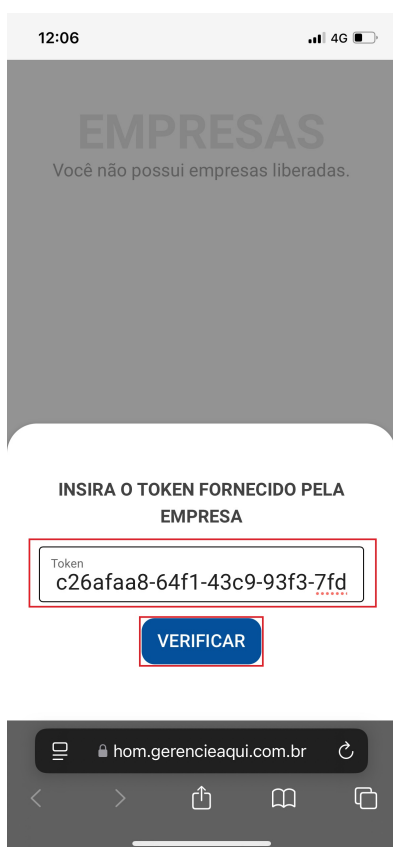 12:06
4G
EMPRESAS
Você não possui empresas liberadas.
INSIRA O TOKEN FORNECIDO PELA
EMPRESA
Token
c26afaa8-64f1-43c9-93f3-7fd
VERIFICAR
hom.gerencieaqui.com.br